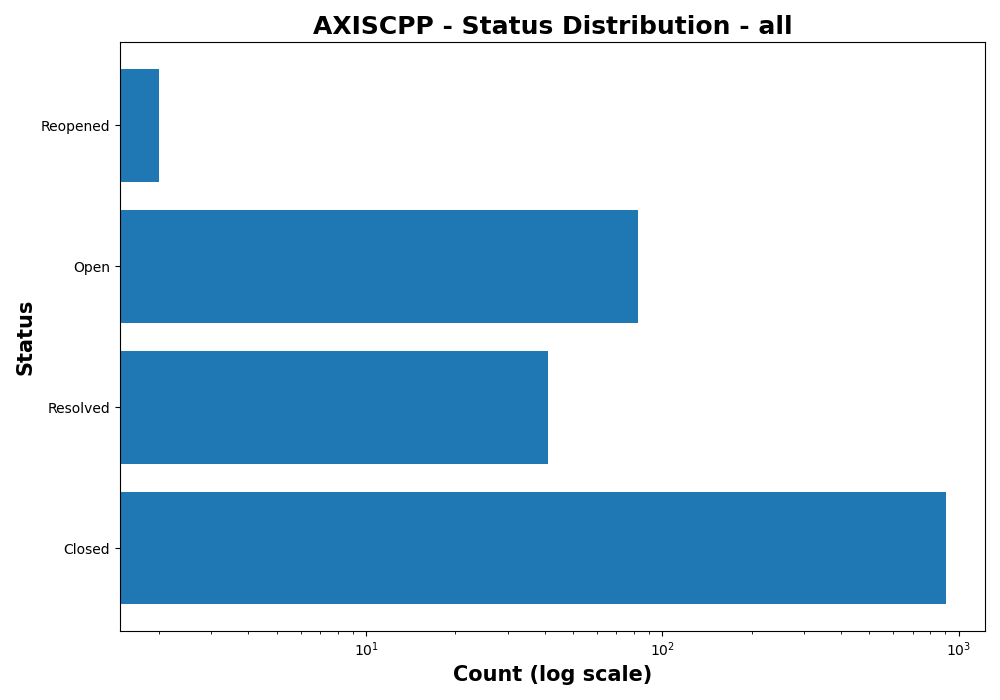 AXISCPP - Status Distribution - all
Reopened
Open
Resolved
Closed
Status
10¹ 10² 10³
Count (log scale)